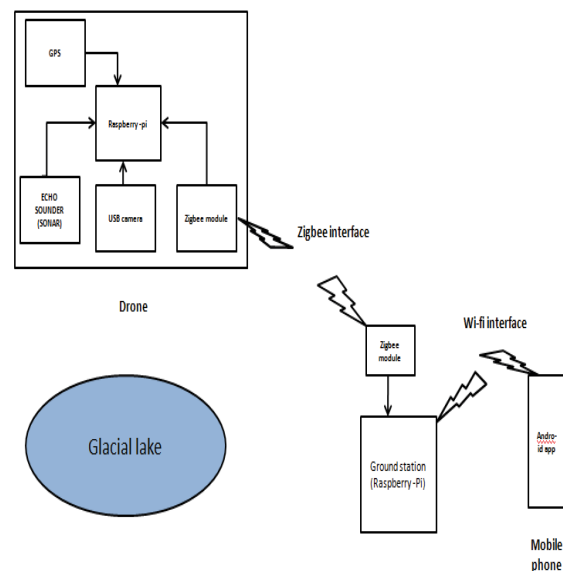 GPS
Raspberry-pi
ECHO
SOUNDER
(SONAR)
USB camera
Zigbee module
Zigbee interface
Drone
Wi-fi interface
Zigbee
module
Glacial lake
Ground station
(Raspberry-Pi)
Andro-
id app
Mobile
phone